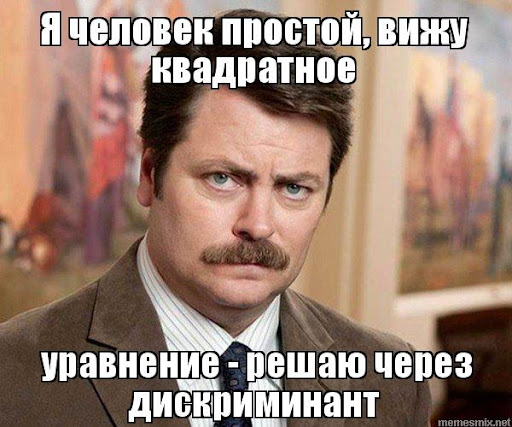 Я человек простой, вижу
квадратное
уравнение - решаю через
дискриминант
memesmix.net